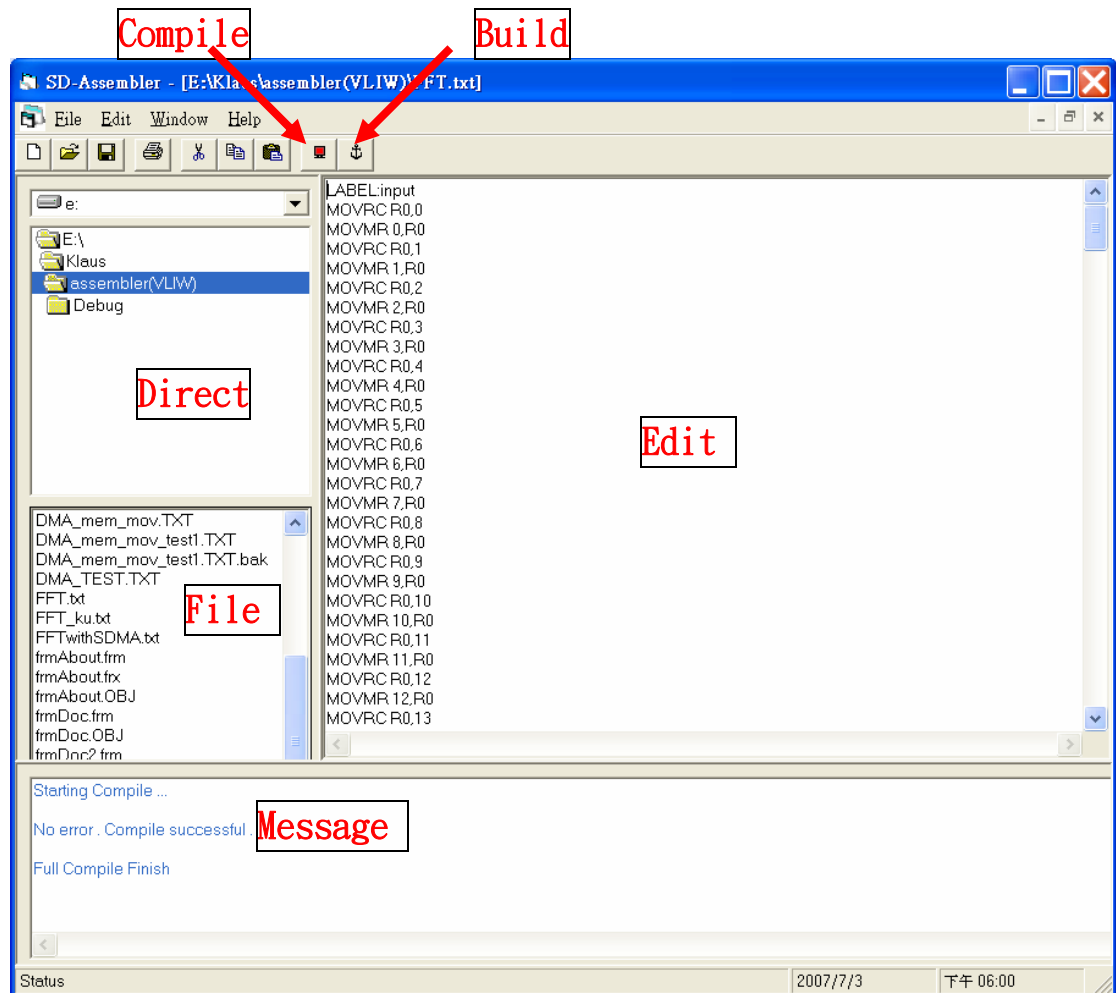 Compile
Build
SD-Assembler - [E:\Klaus\assembler(VLIW)\FFT.txt]
File Edit Window Help
e:
E:\
Klaus
assembler(VLIW)
Debug
Direct
DMA_mem_mov.TXT
DMA_mem_mov_test1.TXT
DMA_mem_mov_test1.TXT.bak
DMA_TEST.TXT
FFT.txt
FFT_ku.txt
FFTwithSDMA.txt
frmAbout.frm
frmAbout.frx
frmAbout.OBJ
frmDoc.frm
frmDoc.OBJ
frmDoc2.frm
File
LABEL:input
MOVRC R0,0
MOVMR 0,R0
MOVRC R0,1
MOVMR 1,R0
MOVRC R0,2
MOVMR 2,R0
MOVRC R0,3
MOVMR 3,R0
MOVRC R0,4
MOVMR 4,R0
MOVRC R0,5
MOVMR 5,R0
MOVRC R0,6
MOVMR 6,R0
MOVRC R0,7
MOVMR 7,R0
MOVRC R0,8
MOVMR 8,R0
MOVRC R0,9
MOVMR 9,R0
MOVRC R0,10
MOVMR 10,R0
MOVRC R0,11
MOVMR 11,R0
MOVRC R0,12
MOVMR 12,R0
MOVRC R0,13
Edit
Starting Compile ...
No error . Compile successful .
Message
Full Compile Finish
Status
2007/7/3
下午 06:00